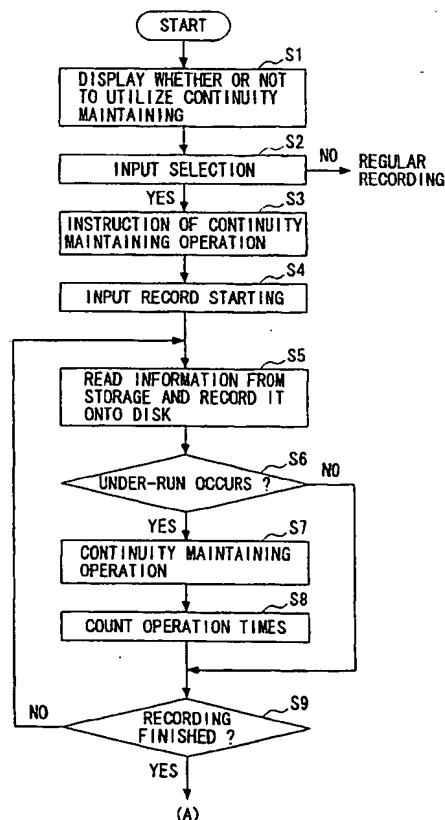 START
S1
DISPLAY WHETHER OR NOT
TO UTILIZE CONTINUITY
MAINTAINING
S2
INPUT SELECTION
NO
REGULAR
RECORDING
YES
S3
INSTRUCTION OF CONTINUITY
MAINTAINING OPERATION
S4
INPUT RECORD STARTING
S5
READ INFORMATION FROM
STORAGE AND RECORD IT
ONTO DISK
S6
UNDER-RUN OCCURS ?
NO
YES
S7
CONTINUITY MAINTAINING
OPERATION
S8
COUNT OPERATION TIMES
S9
NO
RECORDING
FINISHED ?
YES
(A)